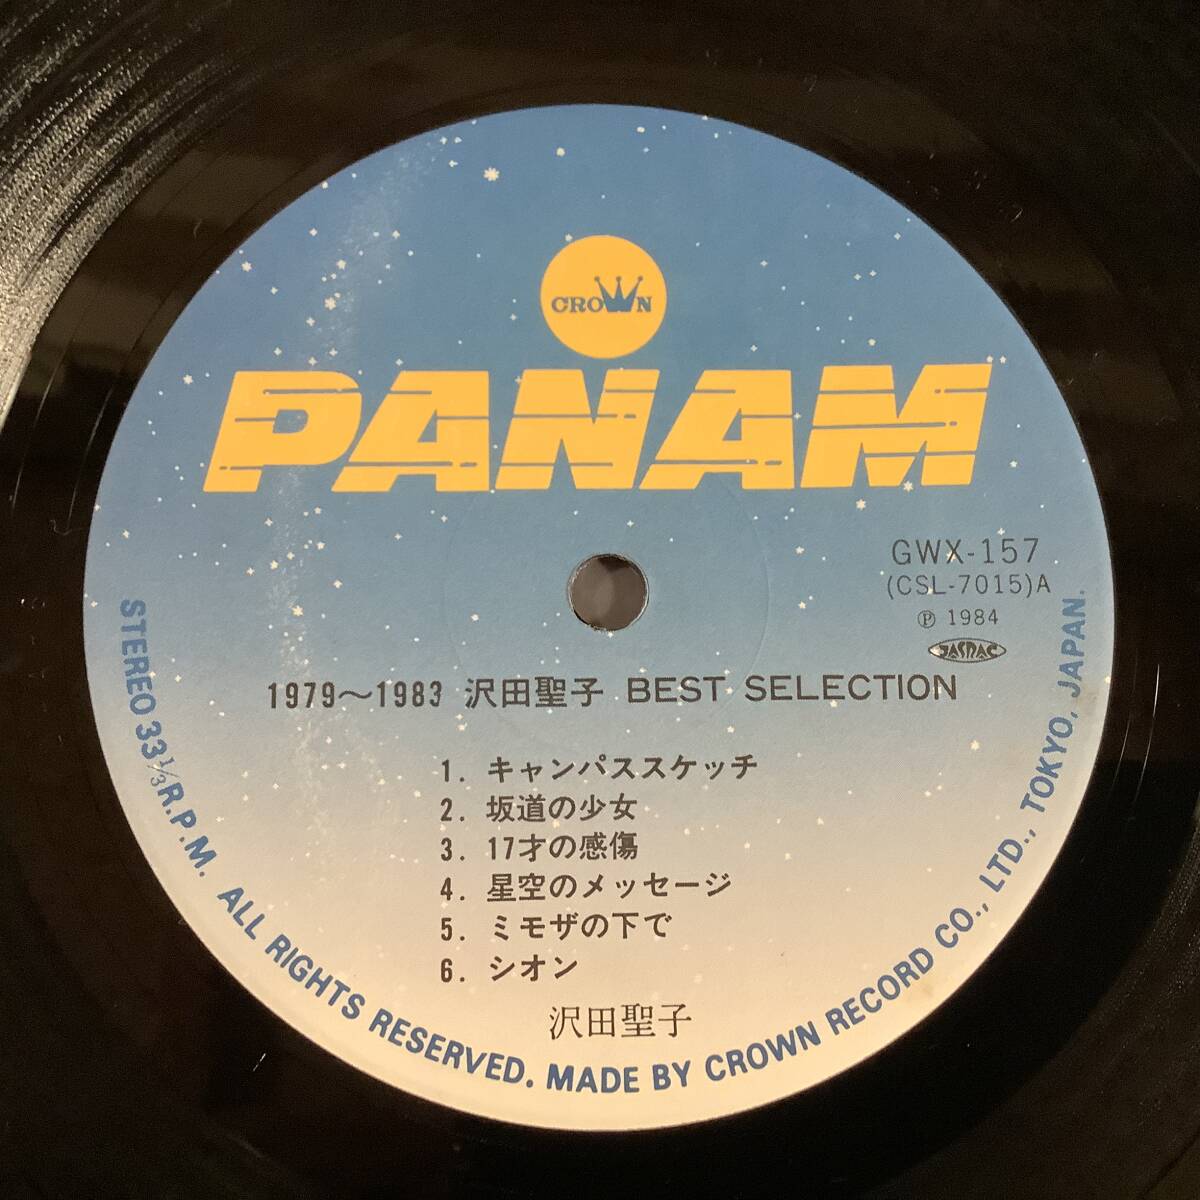 CROWN
PANAM
GWX-157
(CSL-7015)A
Ⓟ 1984
JASRAC
1979〜1983 沢田聖子 BEST SELECTION
1. キャンパススケッチ
2. 坂道の少女
3. 17才の感傷
4. 星空のメッセージ
5. ミモザの下で
6. シオン
沢田聖子
STEREO 33 1/3 R.P.M. ALL RIGHTS RESERVED. MADE BY CROWN RECORD CO., LTD., TOKYO, JAPAN.